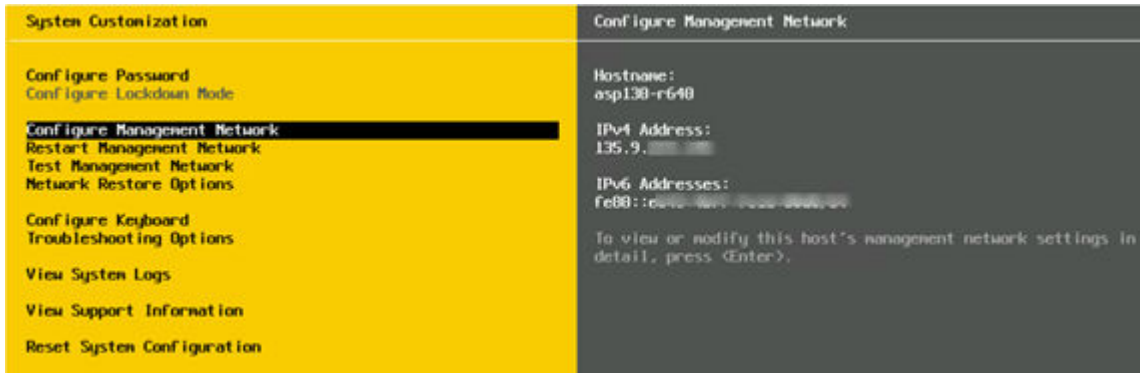 System Customization
Configure Password
Configure Lockdown Mode
Configure Management Network
Restart Management Network
Test Management Network
Network Restore Options
Configure Keyboard
Troubleshooting Options
View System Logs
View Support Information
Reset System Configuration
Configure Management Network
Hostname:
asp130-r640
IPv4 Address:
135.9.
IPv6 Addresses:
fe80::e
To view or modify this host's management network settings in
detail, press <Enter>.